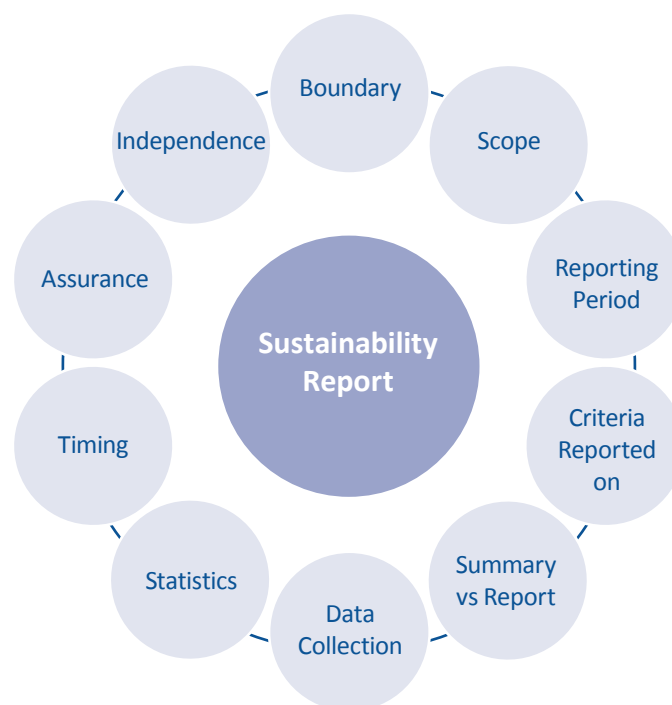 Boundary
Independence
Scope
Assurance
Reporting
Period
Sustainability
Report
Timing
Criteria
Reported
on
Statistics
Summary
vs Report
Data
Collection